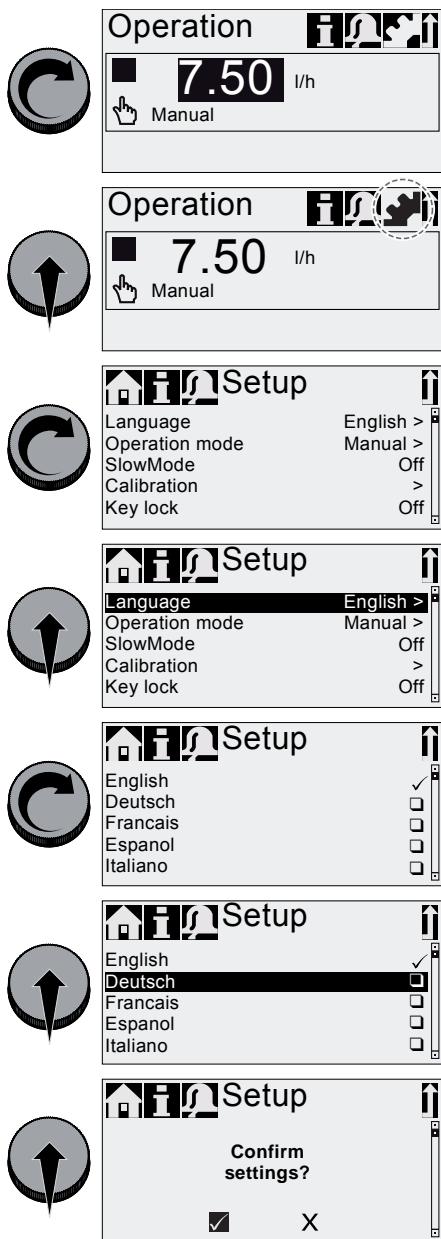 Operation
7.50 l/h
Manual
Operation
7.50 l/h
Manual
Setup
Language English >
Operation mode Manual >
SlowMode Off
Calibration >
Key lock Off
Setup
Language English >
Operation mode Manual >
SlowMode Off
Calibration >
Key lock Off
Setup
English
Deutsch
Francais
Espanol
Italiano
Setup
English
Deutsch
Francais
Espanol
Italiano
Setup
Confirm
settings?
X